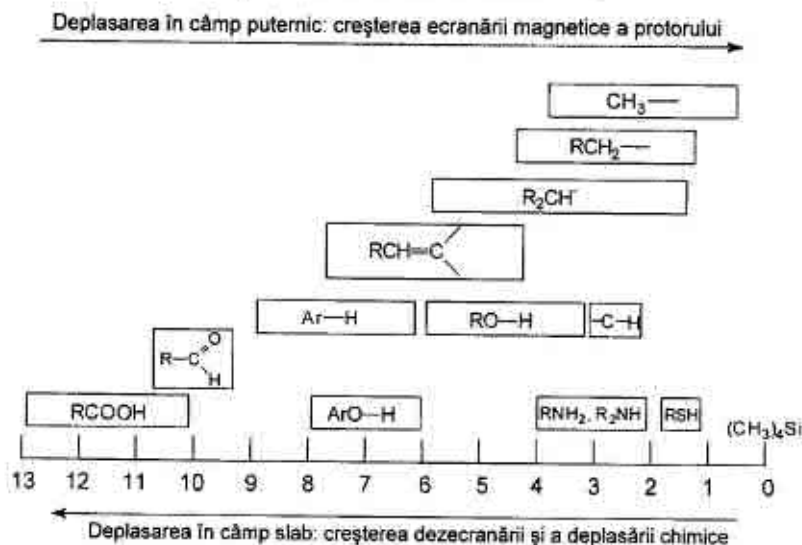 Deplasarea în câmp puternic: creşterea ecranării magnetice a protorului
CH₃—
RCH₂—
R₂CH-
RCH=C
Ar—H
RO—H
-C-H
R—C
O
H
RCOOH
ArO—H
RNH₂, R₂NH
RSH
(CH₃)₄Si
13 12 11 10 9 8 7 6 5 4 3 2 1 0
Deplasarea în câmp slab: creşterea dezecranării şi a deplasării chimice